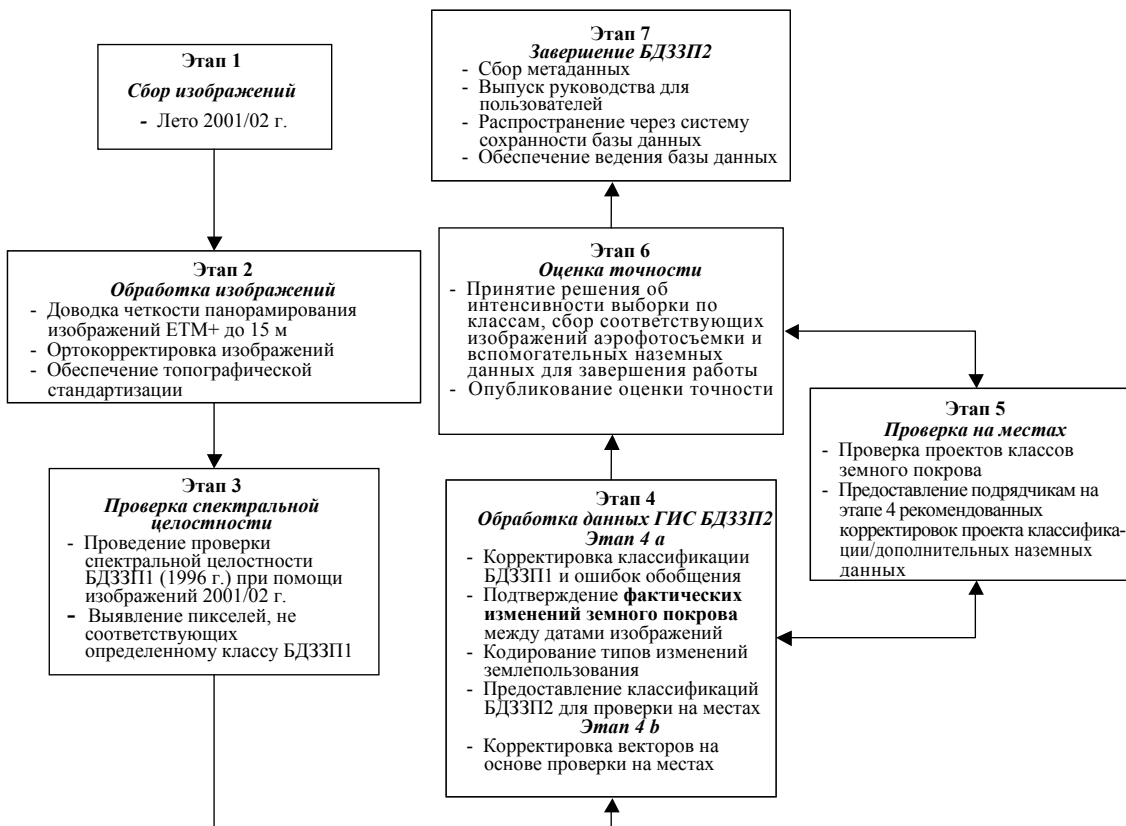 Этап 1
Сбор изображений
- Лето 2001/02 г.
Этап 2
Обработка изображений
- Доводка четкости панорамирования
изображений ETM+ до 15 м
- Ортокорректировка изображений
- Обеспечение топографической
стандартизации
Этап 3
Проверка спектральной
целостности
- Проведение проверки
спектральной целостности
БДЗЗП1 (1996 г.) при помощи
изображений 2001/02 г.
- Выявление пикселей, не
соответствующих
определенному классу БДЗЗП1
Этап 4
Обработка данных ГИС БДЗЗП2
Этап 4 a
- Корректировка классификации
БДЗЗП1 и ошибок обобщения
- Подтверждение фактических
изменений земного покрова
между датами изображений
- Кодирование типов изменений
землепользования
- Предоставление классификаций
БДЗЗП2 для проверки на местах
Этап 4 b
- Корректировка векторов на
основе проверки на местах
Этап 5
Проверка на местах
- Проверка проектов классов
земного покрова
- Предоставление подрядчикам на
этапе 4 рекомендованных
корректировок проекта классифика-
ции/дополнительных наземных
данных
Этап 6
Оценка точности
- Принятие решения об
интенсивности выборки по
классам, сбор соответствующих
изображений аэрофотосъемки и
вспомогательных наземных
данных для завершения работы
- Опубликование оценки точности
Этап 7
Завершение БДЗЗП2
- Сбор метаданных
- Выпуск руководства для
пользователей
- Распространение через систему
сохранности базы данных
- Обеспечение ведения базы данных